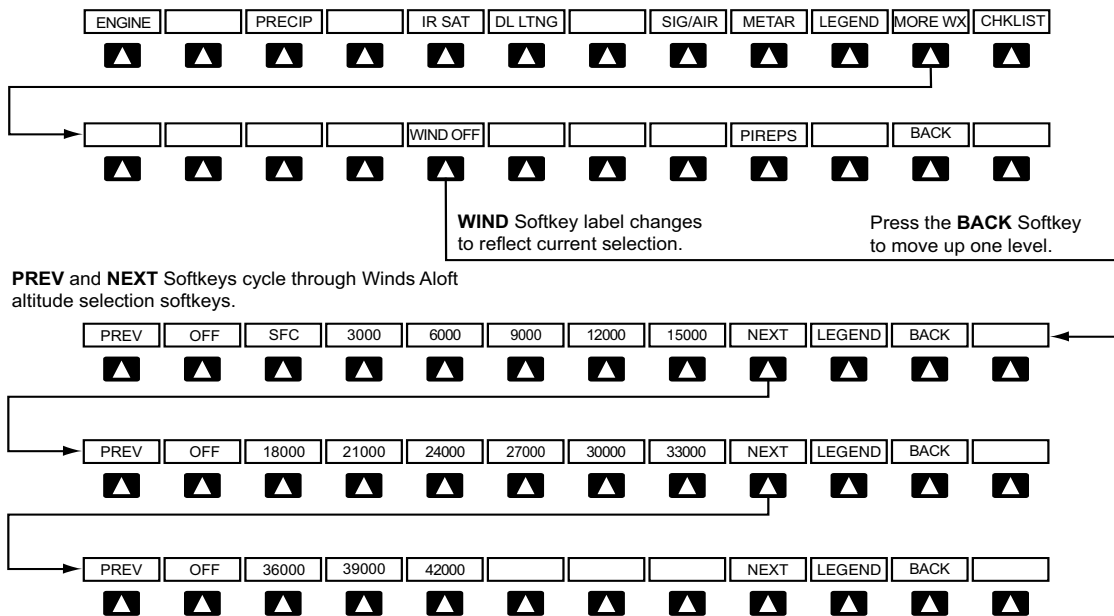 ENGINE PRECIP IR SAT DL LTNG SIG/AIR METAR LEGEND MORE WX CHKLIST
WIND OFF PIREPS BACK
WIND Softkey label changes
to reflect current selection.
Press the BACK Softkey
to move up one level.
PREV and NEXT Softkeys cycle through Winds Aloft
altitude selection softkeys.
PREV OFF SFC 3000 6000 9000 12000 15000 NEXT LEGEND BACK
PREV OFF 18000 21000 24000 27000 30000 33000 NEXT LEGEND BACK
PREV OFF 36000 39000 42000 NEXT LEGEND BACK